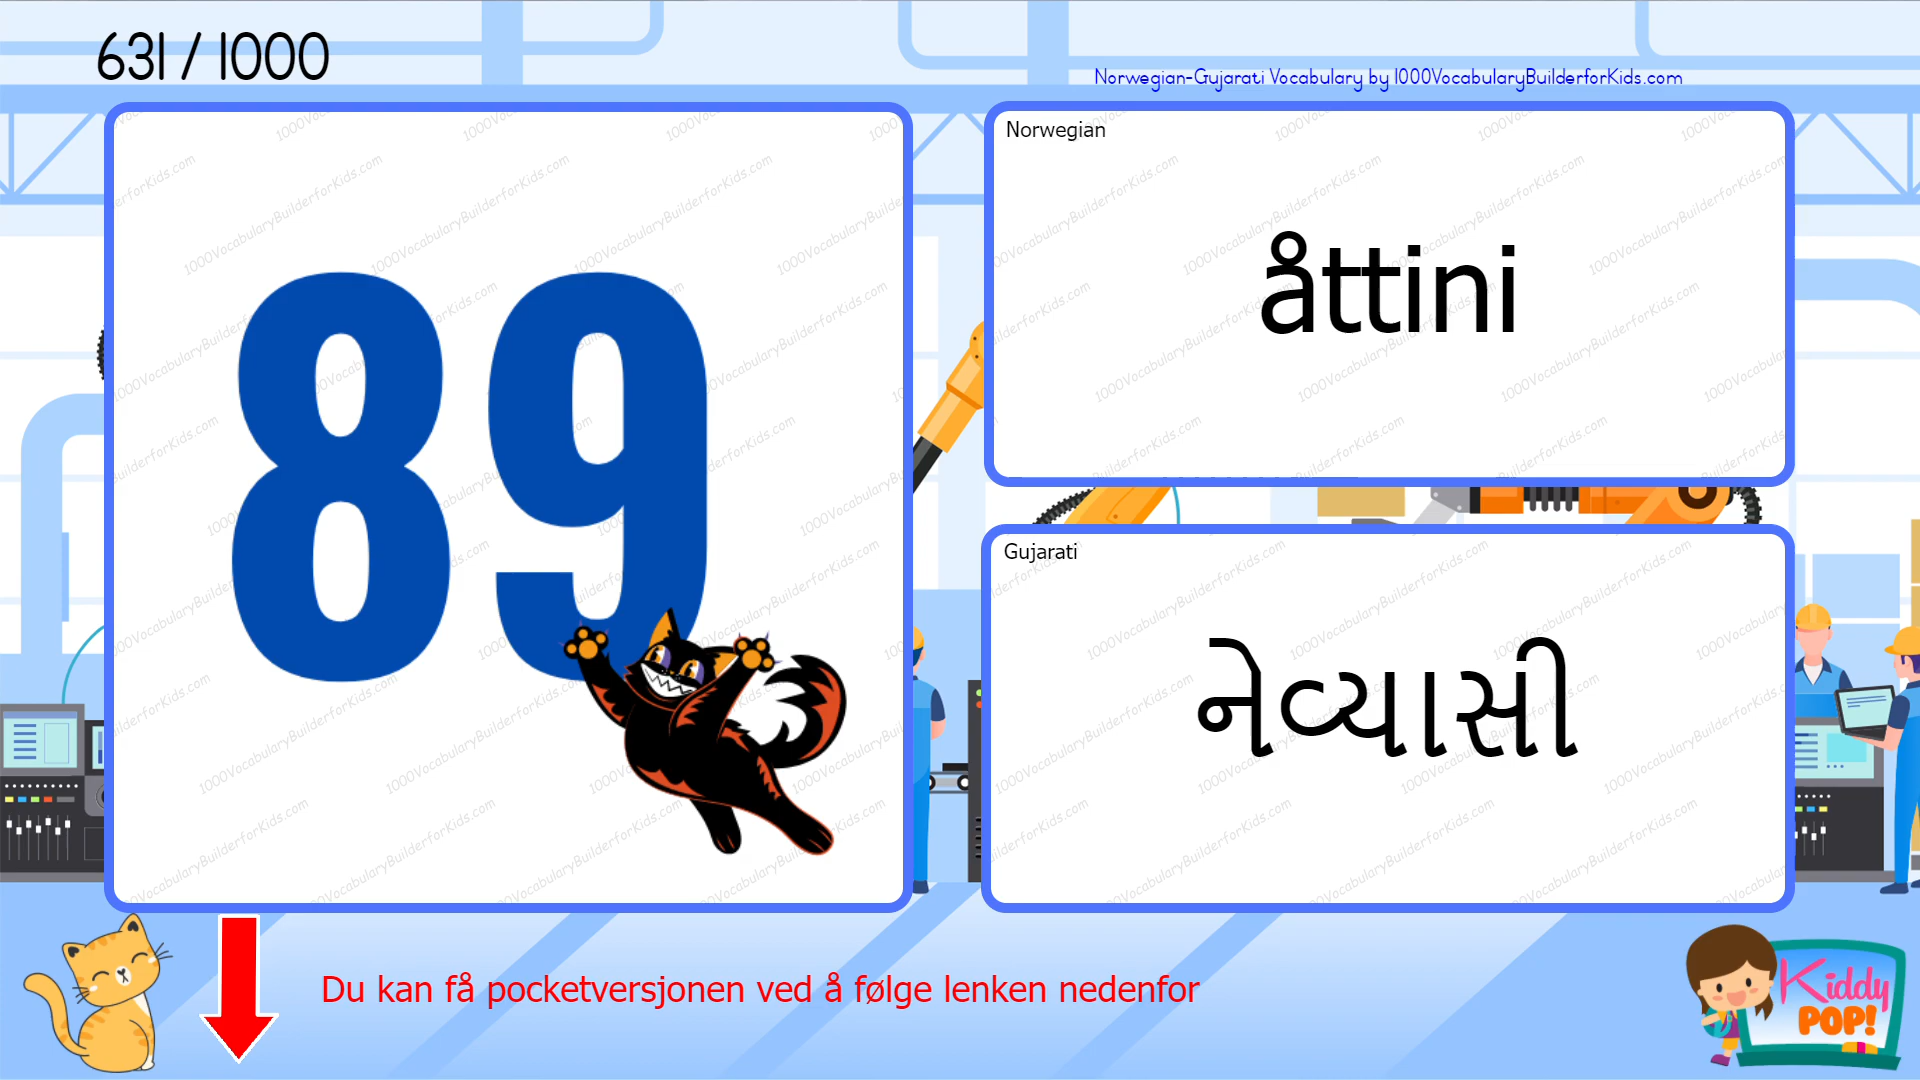 631 / 1000
Norwegian-Gujarati Vocabulary by 1000VocabularyBuilderforKids.com
89
Norwegian
åttini
Gujarati
નેવ્યાસી
Du kan få pocketversjonen ved å følge lenken nedenfor
Kiddy
POP!